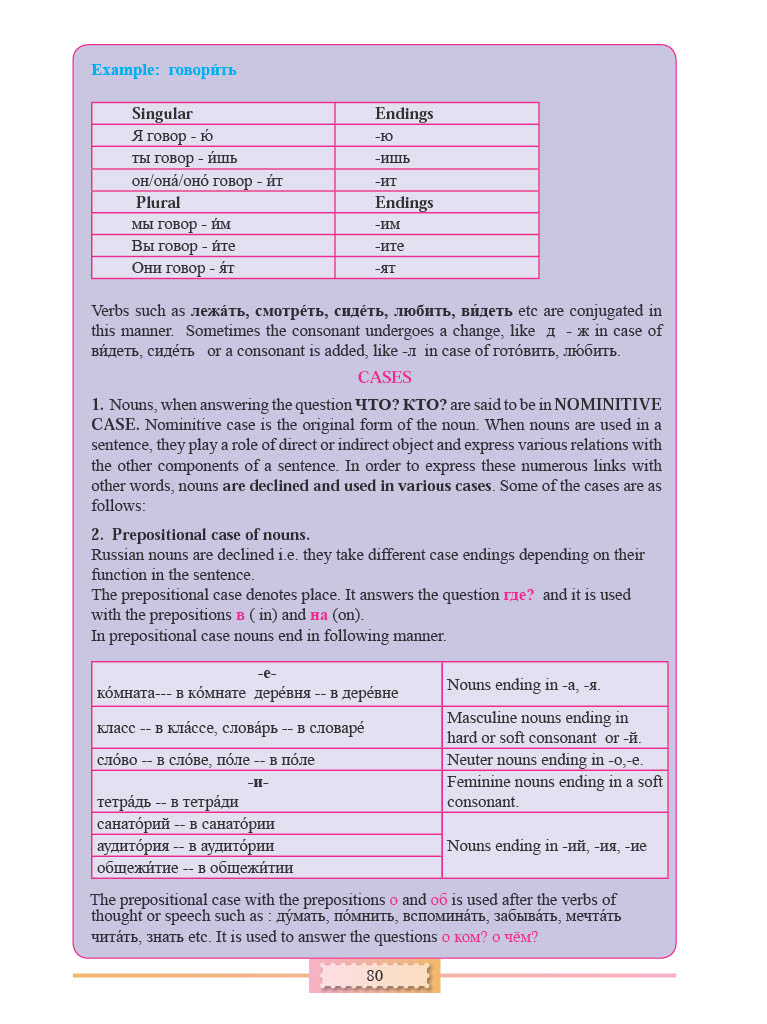 Example: говори́ть
Singular Endings
Я говор - ю́ -ю
ты говор - и́шь -ишь
он/она́/оно́ говор - и́т -ит
Plural Endings
мы говор - и́м -им
Вы говор - и́те -ите
Они говор - я́т -ят
Verbs such as лежа́ть, смотре́ть, сиде́ть, любить, ви́деть etc are conjugated in
this manner. Sometimes the consonant undergoes a change, like д - ж in case of
ви́деть, сиде́ть or a consonant is added, like -л in case of гото́вить, лю́бить.
CASES
1. Nouns, when answering the question ЧТО? КТО? are said to be in NOMINITIVE
CASE. Nominitive case is the original form of the noun. When nouns are used in a
sentence, they play a role of direct or indirect object and express various relations with
the other components of a sentence. In order to express these numerous links with
other words, nouns are declined and used in various cases. Some of the cases are as
follows:
2. Prepositional case of nouns.
Russian nouns are declined i.e. they take different case endings depending on their
function in the sentence.
The prepositional case denotes place. It answers the question где? and it is used
with the prepositions в ( in) and на (on).
In prepositional case nouns end in following manner.
-е-
ко́мната--- в ко́мнате дере́вня -- в дере́вне
Nouns ending in -а, -я.
класс -- в кла́ссе, слова́рь -- в словаре́
Masculine nouns ending in
hard or soft consonant or -й.
сло́во -- в сло́ве, по́ле -- в по́ле
Neuter nouns ending in -о,-е.
-и-
тетра́дь -- в тетра́ди
Feminine nouns ending in a soft
consonant.
санато́рий -- в санато́рии
аудито́рия -- в аудито́рии
общежи́тие -- в общежи́тии
Nouns ending in -ий, -ия, -ие
The prepositional case with the prepositions о and об is used after the verbs of
thought or speech such as : ду́мать, по́мнить, вспомина́ть, забыва́ть, мечта́ть
чита́ть, знать etc. It is used to answer the questions о ком? о чём?
80